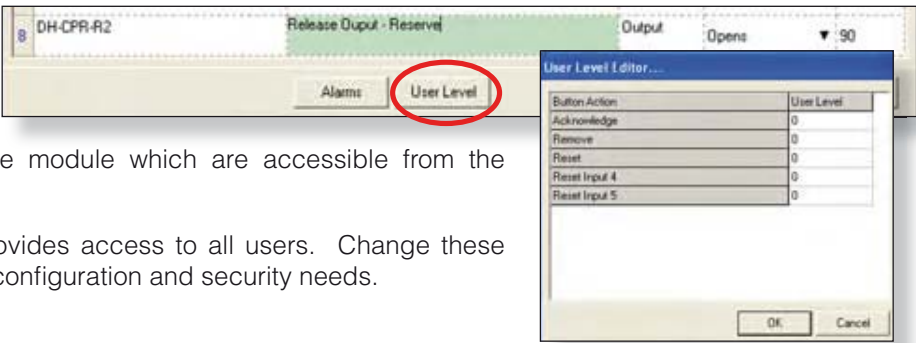 8 DH-CPR-R2 Release Ouput - Reserve Output Opens ▼ 90
Alarms User Level
User Level Editor....
Button Action User Level
Acknowledge 0
Remove 0
Reset 0
Reset Input 4 0
Reset Input 5 0
OK Cancel
e module which are accessible from the
ovides access to all users. Change these
configuration and security needs.